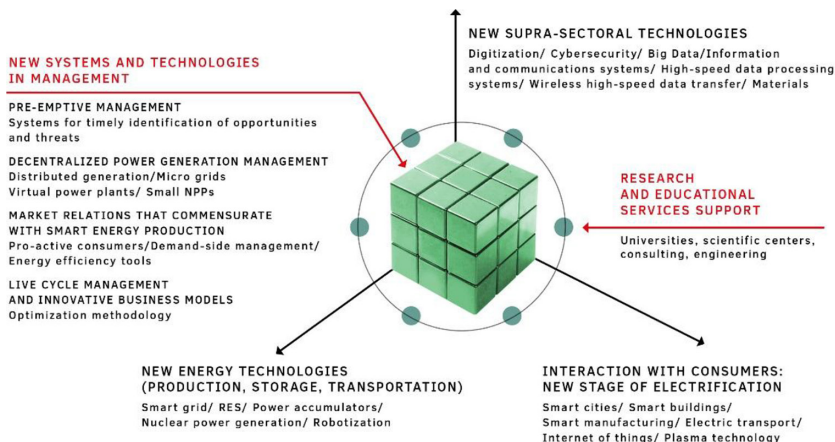 NEW SUPRA-SECTORAL TECHNOLOGIES
Digitization/ Cybersecurity/ Big Data/Information
and communications systems/ High-speed data processing
systems/ Wireless high-speed data transfer/ Materials
NEW SYSTEMS AND TECHNOLOGIES
IN MANAGEMENT
PRE-EMPTIVE MANAGEMENT
Systems for timely identification of opportunities
and threats
DECENTRALIZED POWER GENERATION MANAGEMENT
Distributed generation/Micro grids
Virtual power plants/ Small NPPs
MARKET RELATIONS THAT COMMENSURATE
WITH SMART ENERGY PRODUCTION
Pro-active consumers/Demand-side management/
Energy efficiency tools
LIVE CYCLE MANAGEMENT
AND INNOVATIVE BUSINESS MODELS
Optimization methodology
RESEARCH
AND EDUCATIONAL
SERVICES SUPPORT
Universities, scientific centers,
consulting, engineering
NEW ENERGY TECHNOLOGIES
(PRODUCTION, STORAGE, TRANSPORTATION)
Smart grid/ RES/ Power accumulators/
Nuclear power generation/ Robotization
INTERACTION WITH CONSUMERS:
NEW STAGE OF ELECTRIFICATION
Smart cities/ Smart buildings/
Smart manufacturing/ Electric transport/
Internet of things/ Plasma technology